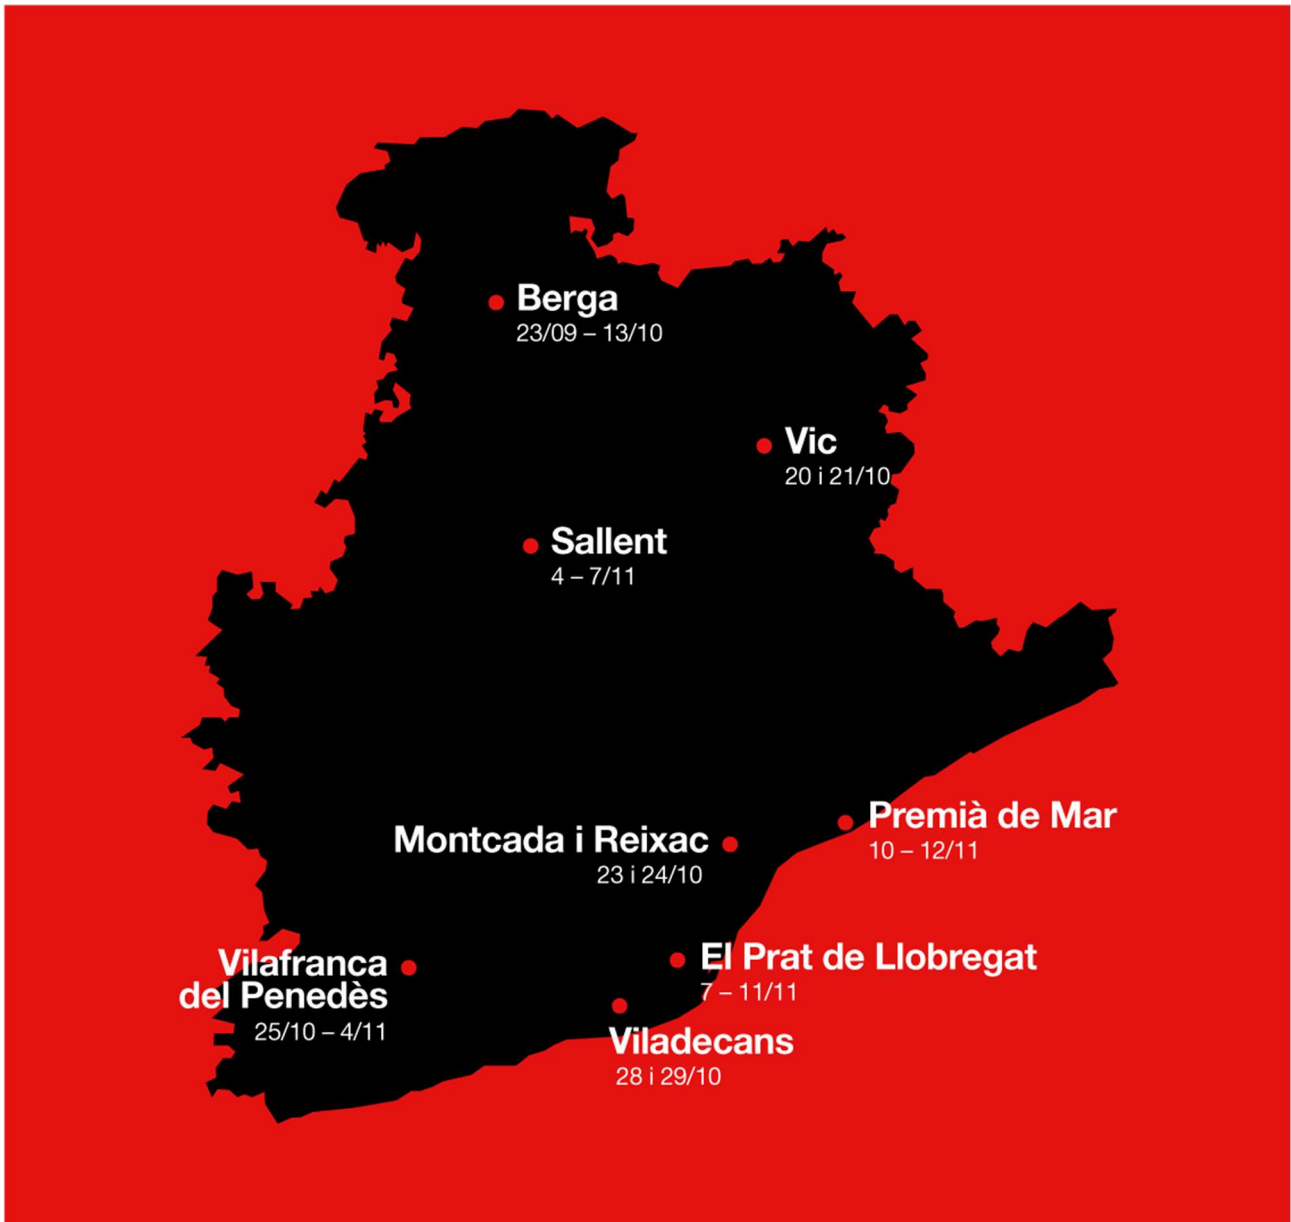 Berga
23/09 – 13/10
Vic
20 i 21/10
Sallent
4 – 7/11
Premià de Mar
10 – 12/11
Montcada i Reixac
23 i 24/10
Vilafranca
del Penedès
25/10 – 4/11
El Prat de Llobregat
7 – 11/11
Viladecans
28 i 29/10